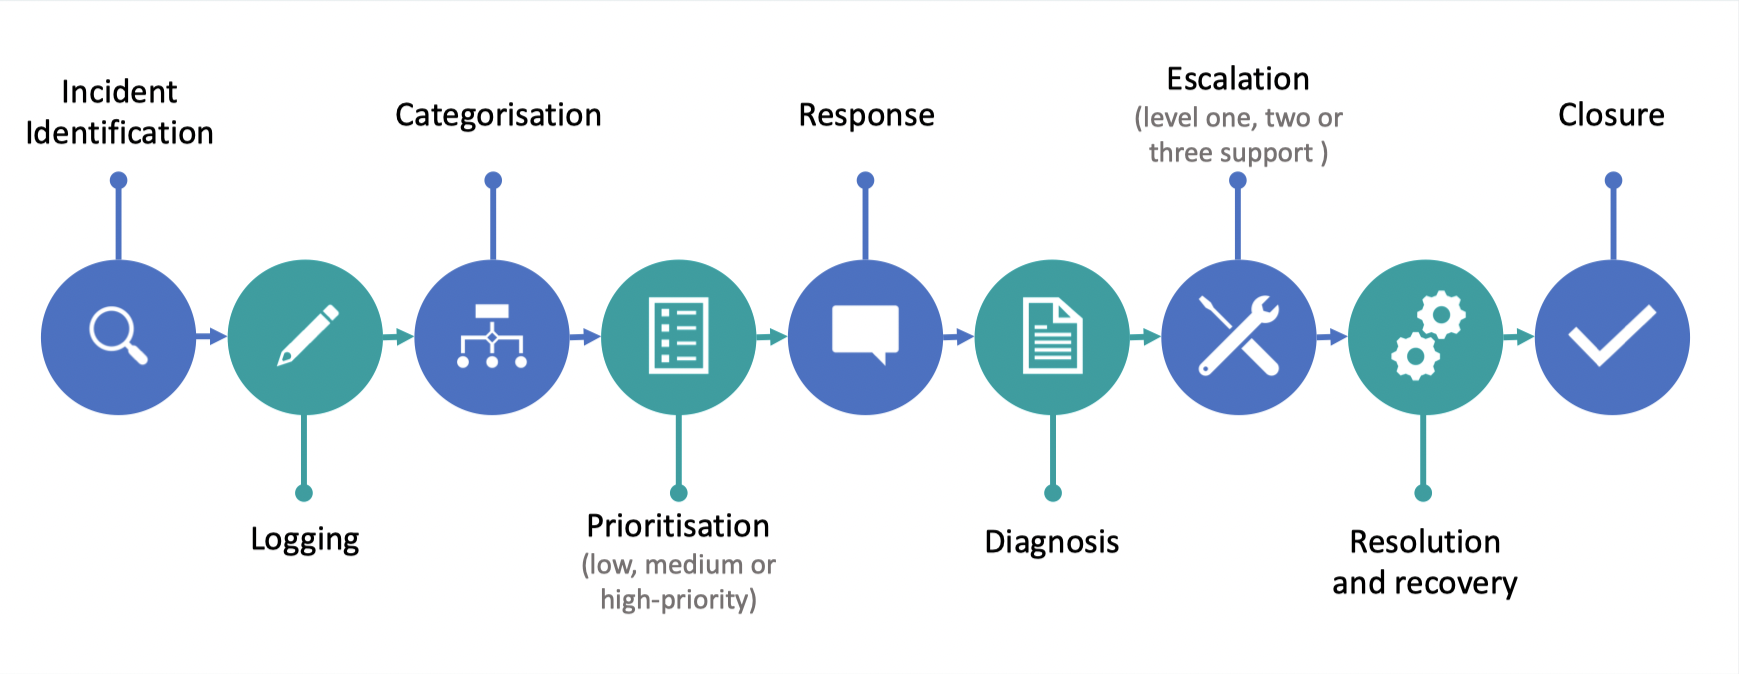 Incident
Identification
Logging
Categorisation
Prioritisation
(low, medium or
high-priority)
Response
Diagnosis
Escalation
(level one, two or
three support )
Resolution
and recovery
Closure